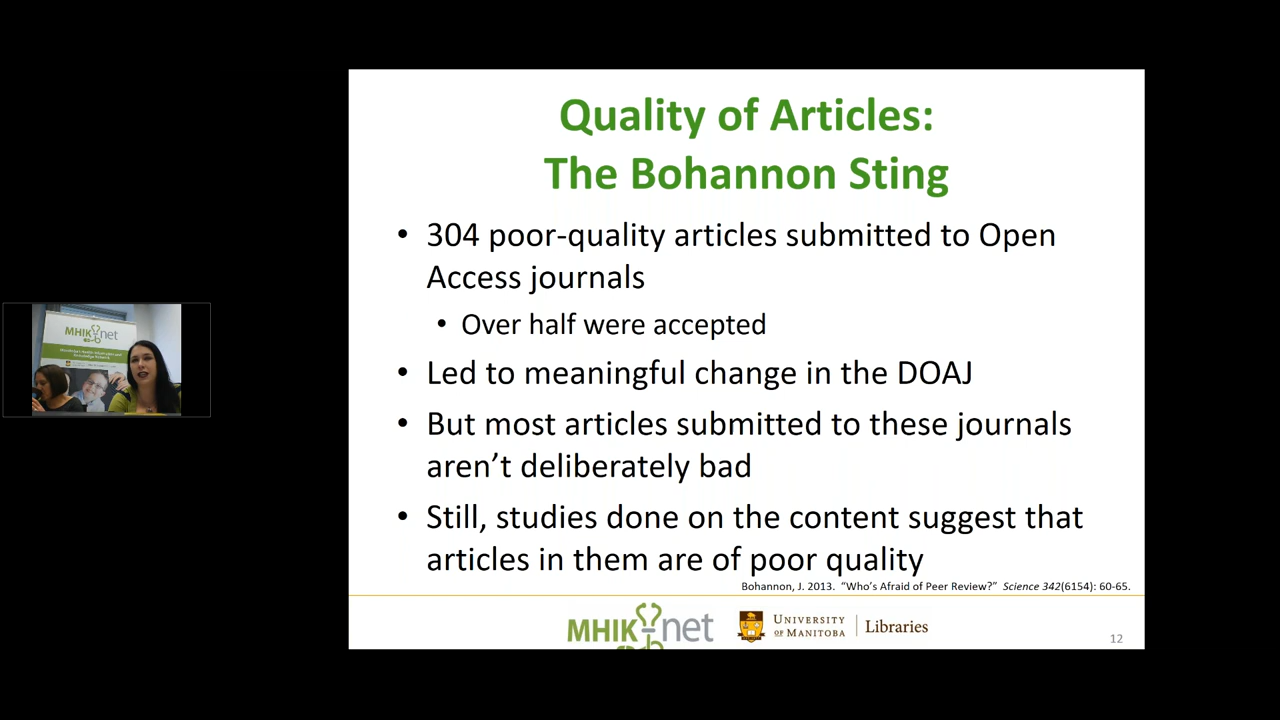 Quality of Articles:
The Bohannon Sting
• 304 poor-quality articles submitted to Open
Access journals
• Over half were accepted
• Led to meaningful change in the DOAJ
• But most articles submitted to these journals
aren’t deliberately bad
• Still, studies done on the content suggest that
articles in them are of poor quality
Bohannon, J. 2013. “Who’s Afraid of Peer Review?” Science 342(6154): 60-65.
MHIKnet
UNIVERSITY
OF MANITOBA
Libraries
12
MHIKnet